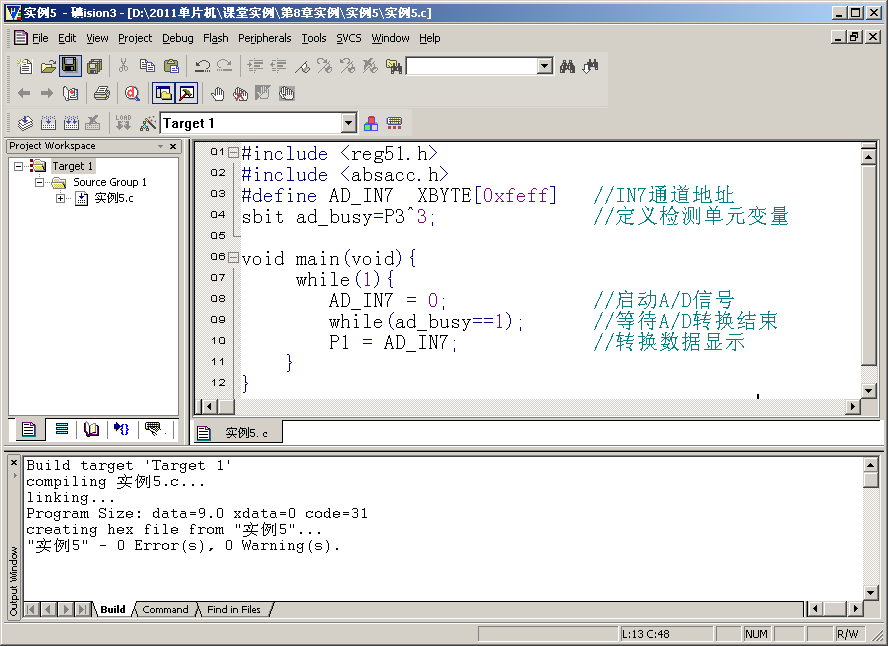 实例5 - 礦ision3 - [D:\2011单片机\课堂实例\第8章实例\实例5\实例5.c]
File Edit View Project Debug Flash Peripherals Tools SVCS Window Help
LOAD
Target 1
Project Workspace
Target 1
Source Group 1
实例5.c
01 #include <reg51.h>
02 #include <absacc.h>
03 #define AD_IN7 XBYTE[0xfeff] //IN7通道地址
04 sbit ad_busy=P3^3; //定义检测单元变量
05
06 void main(void){
07 while(1){
08 AD_IN7 = 0; //启动A/D信号
09 while(ad_busy==1); //等待A/D转换结束
10 P1 = AD_IN7; //转换数据显示
11 }
12 }
实例5.c
Build target 'Target 1'
compiling 实例5.c...
linking...
Program Size: data=9.0 xdata=0 code=31
creating hex file from "实例5"...
"实例5" - 0 Error(s), 0 Warning(s).
Output Window
Build Command Find in Files
L:13 C:48 NUM R/W